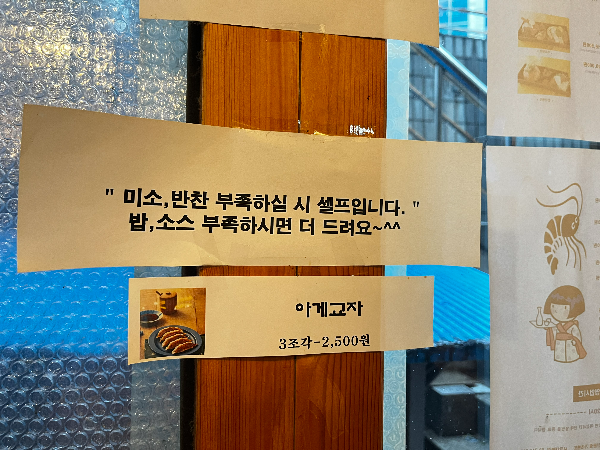 " 미소,반찬 부족하실 시 셀프입니다. "
밥,소스 부족하시면 더 드려요~^^
아게교자
3조각-2,500원